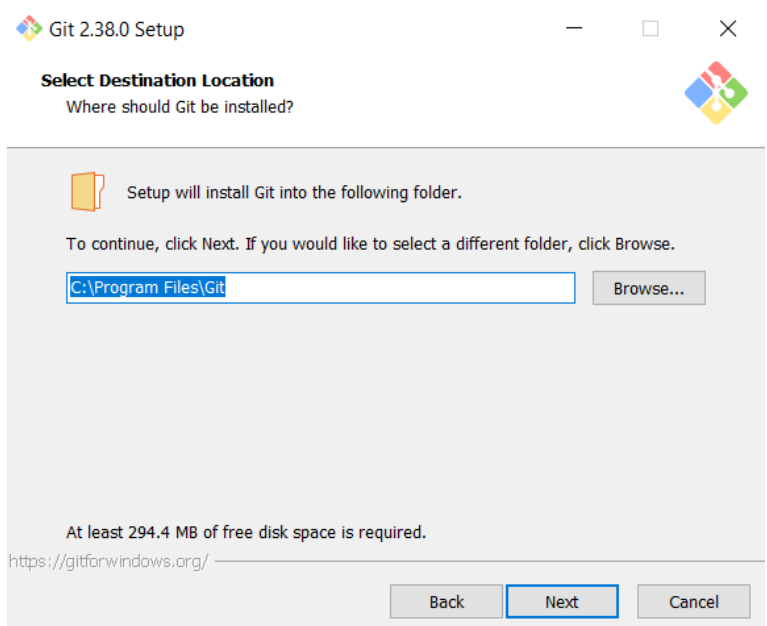 Git 2.38.0 Setup
Select Destination Location
Where should Git be installed?
Setup will install Git into the following folder.
To continue, click Next. If you would like to select a different folder, click Browse.
C:\Program Files\Git
Browse...
At least 294.4 MB of free disk space is required.
https://gitforwindows.org/
Back Next Cancel